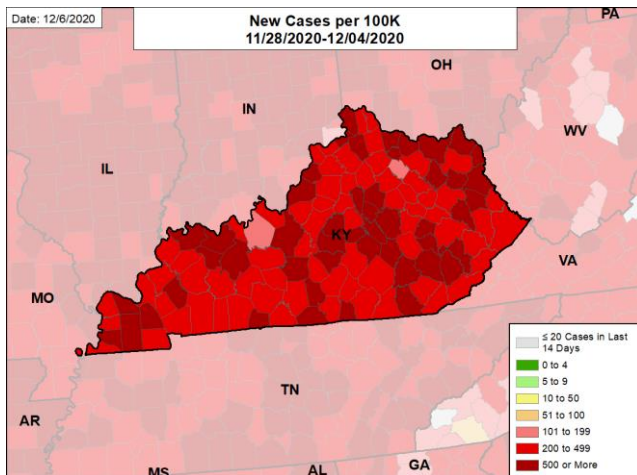 Date: 12/6/2020
New Cases per 100K
11/28/2020-12/04/2020
PA
OH
IN
WV
IL
KY
VA
MO
TN
AR
MS
AL
GA
≤ 20 Cases in Last
14 Days
0 to 4
5 to 9
10 to 50
51 to 100
101 to 199
200 to 499
500 or More